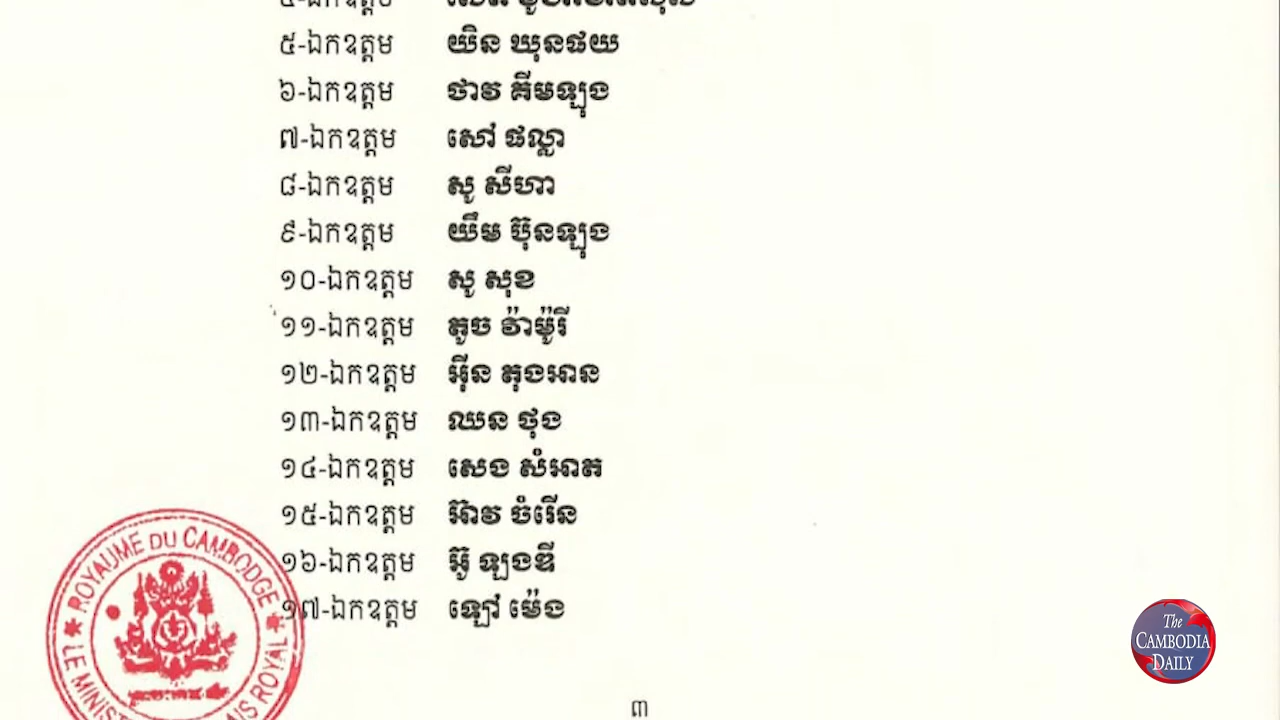 ៥-ឯកឧត្តម យិន ឃុនផយ
៦-ឯកឧត្តម ថាវ គីមឡុង
៧-ឯកឧត្តម សៅ ផល្លា
៨-ឯកឧត្តម សូ សីហា
៩-ឯកឧត្តម យឹម ប៊ុនឡុង
១០-ឯកឧត្តម សូ សុខ
១១-ឯកឧត្តម តូច វ៉ាម៉ូរី
១២-ឯកឧត្តម អ៊ីន តុងអាន
១៣-ឯកឧត្តម ឈន ថុង
១៤-ឯកឧត្តម សេង សំអាត
១៥-ឯកឧត្តម អ៊ាវ ចំរើន
១៦-ឯកឧត្តម អ៊ូ ឡងឌី
១៧-ឯកឧត្តម ឡៅ ម៉េង
ROYAUME DU CAMBODGE
LE ROYAL
៣
The
CAMBODIA
DAILY